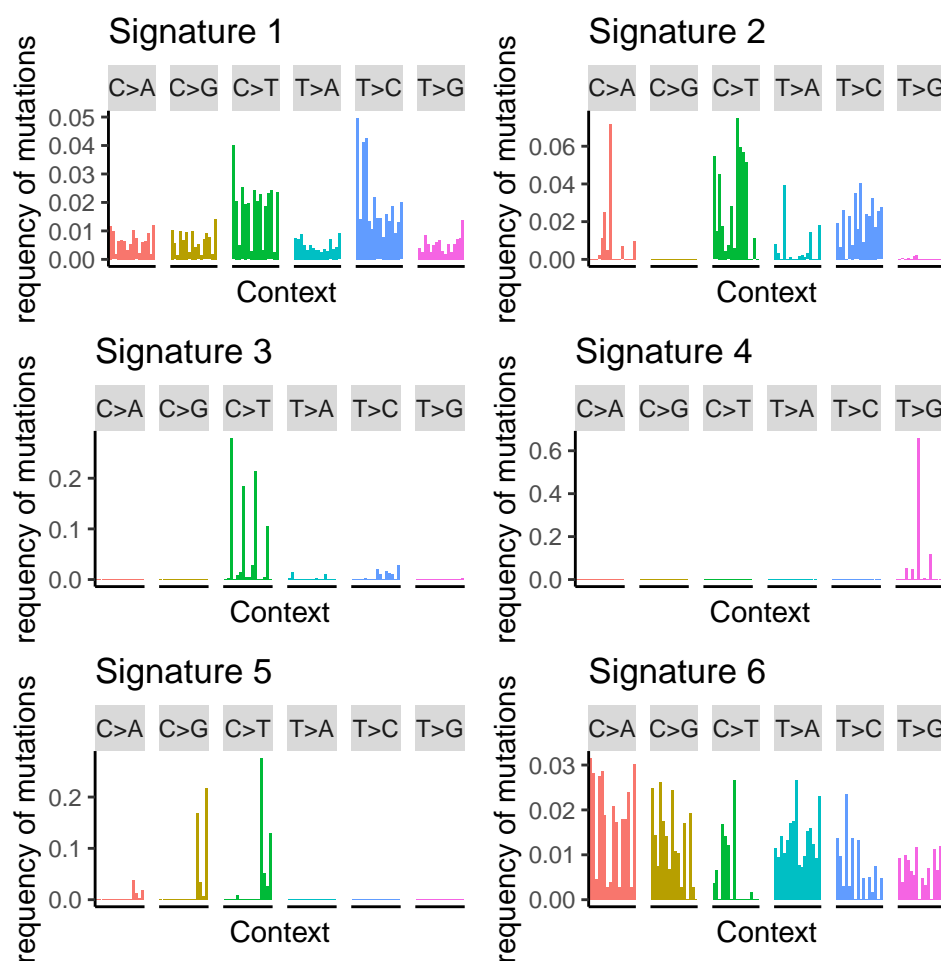 Signature 1
C>A C>G C>T T>A T>C T>G
0.05
0.04
0.03
0.02
0.01
0.00
requency of mutations
Context
Signature 2
C>A C>G C>T T>A T>C T>G
0.06
0.04
0.02
0.00
requency of mutations
Context
Signature 3
C>A C>G C>T T>A T>C T>G
0.2
0.1
0.0
requency of mutations
Context
Signature 4
C>A C>G C>T T>A T>C T>G
0.6
0.4
0.2
0.0
requency of mutations
Context
Signature 5
C>A C>G C>T T>A T>C T>G
0.2
0.1
0.0
requency of mutations
Context
Signature 6
C>A C>G C>T T>A T>C T>G
0.03
0.02
0.01
0.00
requency of mutations
Context